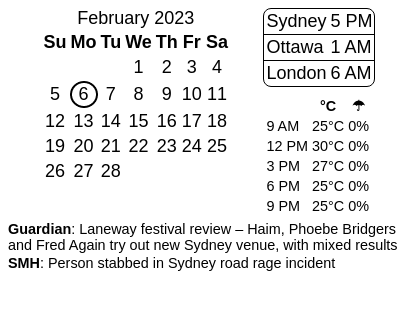 February 2023
Su Mo Tu We Th Fr Sa
1 2 3 4
5 6 7 8 9 10 11
12 13 14 15 16 17 18
19 20 21 22 23 24 25
26 27 28
Sydney 5 PM
Ottawa 1 AM
London 6 AM
°C ☂
9 AM 25°C 0%
12 PM 30°C 0%
3 PM 27°C 0%
6 PM 25°C 0%
9 PM 25°C 0%
Guardian: Laneway festival review – Haim, Phoebe Bridgers
and Fred Again try out new Sydney venue, with mixed results
SMH: Person stabbed in Sydney road rage incident